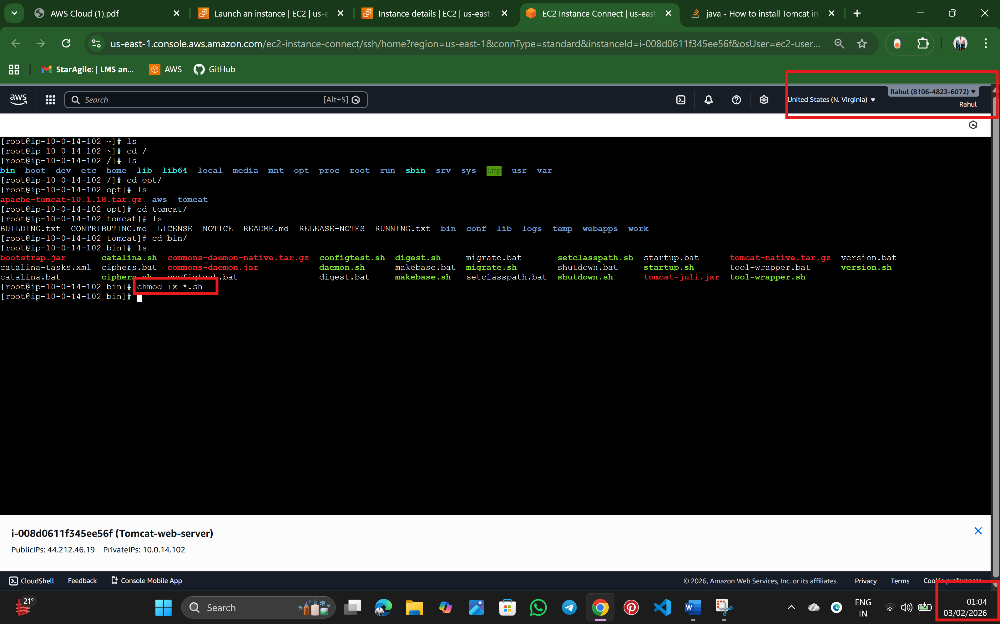 AWS Cloud (1).pdf
Launch an instance | EC2 | us-e
Instance details | EC2 | us-east-
EC2 Instance Connect | us-east
java - How to install Tomcat in
us-east-1.console.aws.amazon.com/ec2-instance-connect/ssh/home?region=us-east-1&connType=standard&instanceId=i-008d0611f345ee56f&osUser=ec2-user...
StarAgile: | LMS an... AWS GitHub
aws Search [Alt+S] United States (N. Virginia) Rahul (8106-4823-6072)
Rahul
[root@ip-10-0-14-102 ~]# ls
[root@ip-10-0-14-102 ~]# cd /
[root@ip-10-0-14-102 /]# ls
bin boot dev etc home lib lib64 local media mnt opt proc root run sbin srv sys tmp usr var
[root@ip-10-0-14-102 /]# cd opt/
[root@ip-10-0-14-102 opt]# ls
apache-tomcat-10.1.18.tar.gz aws tomcat
[root@ip-10-0-14-102 opt]# cd tomcat/
[root@ip-10-0-14-102 tomcat]# ls
BUILDING.txt CONTRIBUTING.md LICENSE NOTICE README.md RELEASE-NOTES RUNNING.txt bin conf lib logs temp webapps work
[root@ip-10-0-14-102 tomcat]# cd bin/
[root@ip-10-0-14-102 bin]# ls
bootstrap.jar catalina.sh commons-daemon-native.tar.gz configtest.sh digest.sh migrate.bat setclasspath.sh startup.bat tomcat-native.tar.gz version.bat
catalina-tasks.xml ciphers.bat commons-daemon.jar daemon.sh makebase.bat migrate.sh shutdown.bat startup.sh tool-wrapper.bat version.sh
catalina.bat ciphers.sh configtest.bat digest.bat makebase.sh setclasspath.bat shutdown.sh tomcat-juli.jar tool-wrapper.sh
[root@ip-10-0-14-102 bin]# chmod +x *.sh
[root@ip-10-0-14-102 bin]#
i-008d0611f345ee56f (Tomcat-web-server)
PublicIPs: 44.212.46.19 PrivateIPs: 10.0.14.102
CloudShell Feedback Console Mobile App © 2026, Amazon Web Services, Inc. or its affiliates. Privacy Terms Cookie preferences
21° Search ENG
IN
01:04
03/02/2026